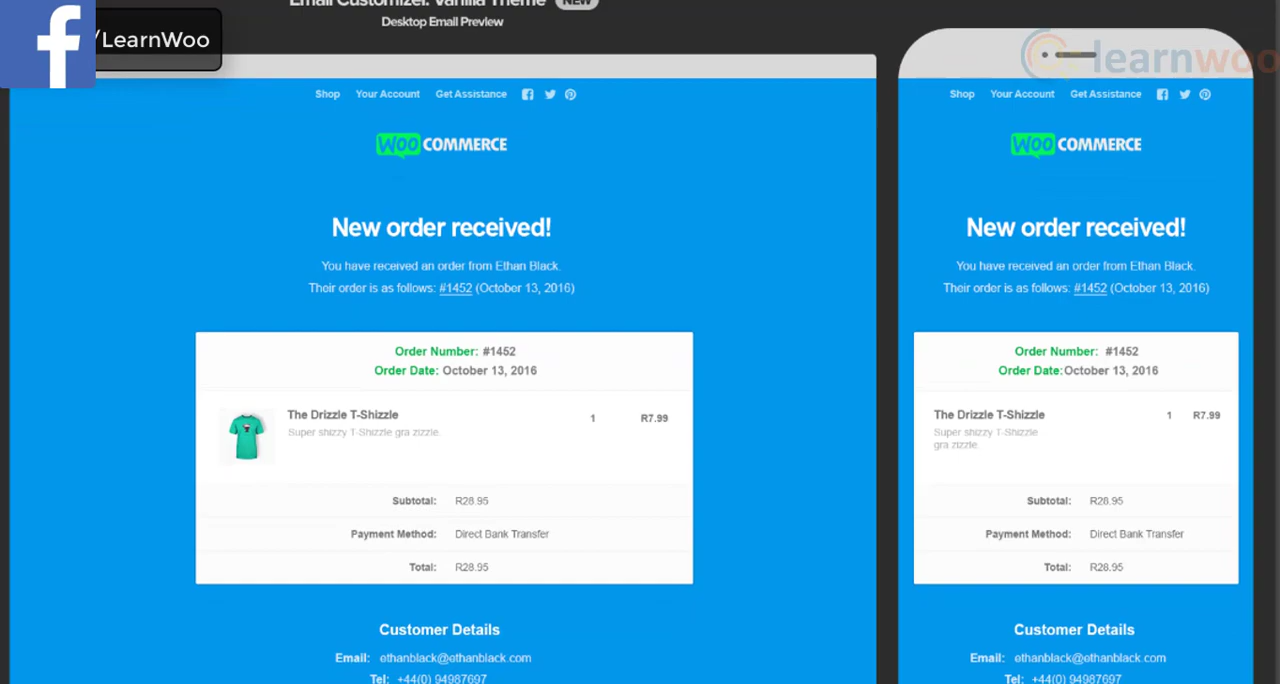 Email Customizer: Vanilla Theme NEW
Desktop Email Preview
/LearnWoo
learnwoo
Shop Your Account Get Assistance
WOO COMMERCE
New order received!
You have received an order from Ethan Black.
Their order is as follows: #1452 (October 13, 2016)
Order Number: #1452
Order Date: October 13, 2016
The Drizzle T-Shizzle 1 R7.99
Super shizzy T-Shizzle gra zizzle.
Subtotal: R28.95
Payment Method: Direct Bank Transfer
Total: R28.95
Customer Details
Email: ethanblack@ethanblack.com
Tel: +44(0) 94987697
Shop Your Account Get Assistance
WOO COMMERCE
New order received!
You have received an order from Ethan Black.
Their order is as follows: #1452 (October 13, 2016)
Order Number: #1452
Order Date: October 13, 2016
The Drizzle T-Shizzle 1 R7.99
Super shizzy T-Shizzle
gra zizzle.
Subtotal: R28.95
Payment Method: Direct Bank Transfer
Total: R28.95
Customer Details
Email: ethanblack@ethanblack.com
Tel: +44(0) 94987697